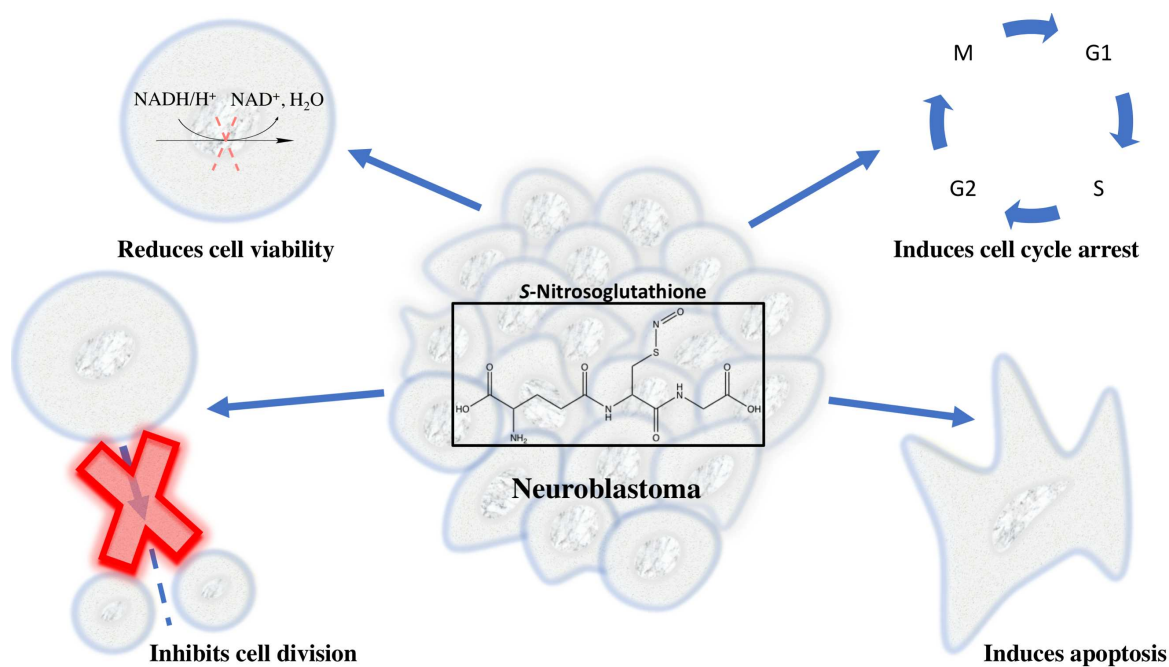 NADH/H⁺ NAD⁺, H₂O
Reduces cell viability
M
G1
G2
S
Induces cell cycle arrest
S-Nitrosoglutathione
O
N
S
O
O
H
N
O
HO
N
H
OH
NH₂
O
Neuroblastoma
Inhibits cell division
Induces apoptosis